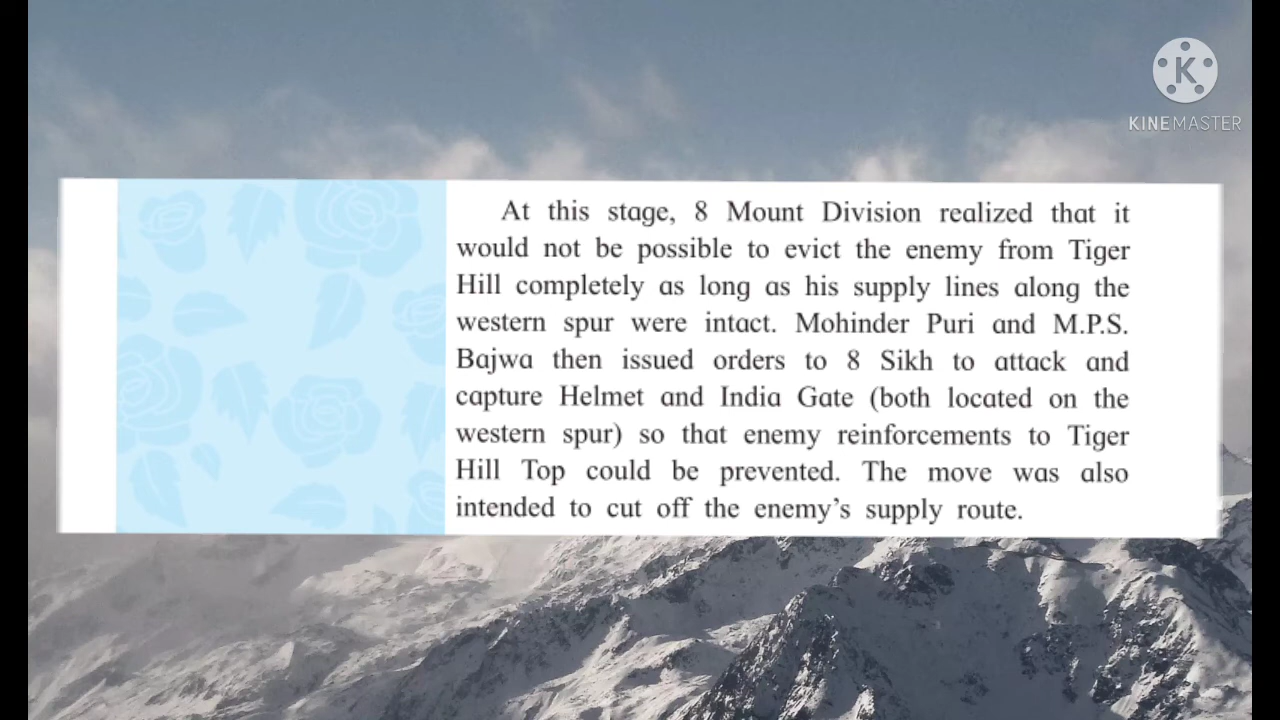 K
KINEMASTER
At this stage, 8 Mount Division realized that it
would not be possible to evict the enemy from Tiger
Hill completely as long as his supply lines along the
western spur were intact. Mohinder Puri and M.P.S.
Bajwa then issued orders to 8 Sikh to attack and
capture Helmet and India Gate (both located on the
western spur) so that enemy reinforcements to Tiger
Hill Top could be prevented. The move was also
intended to cut off the enemy’s supply route.